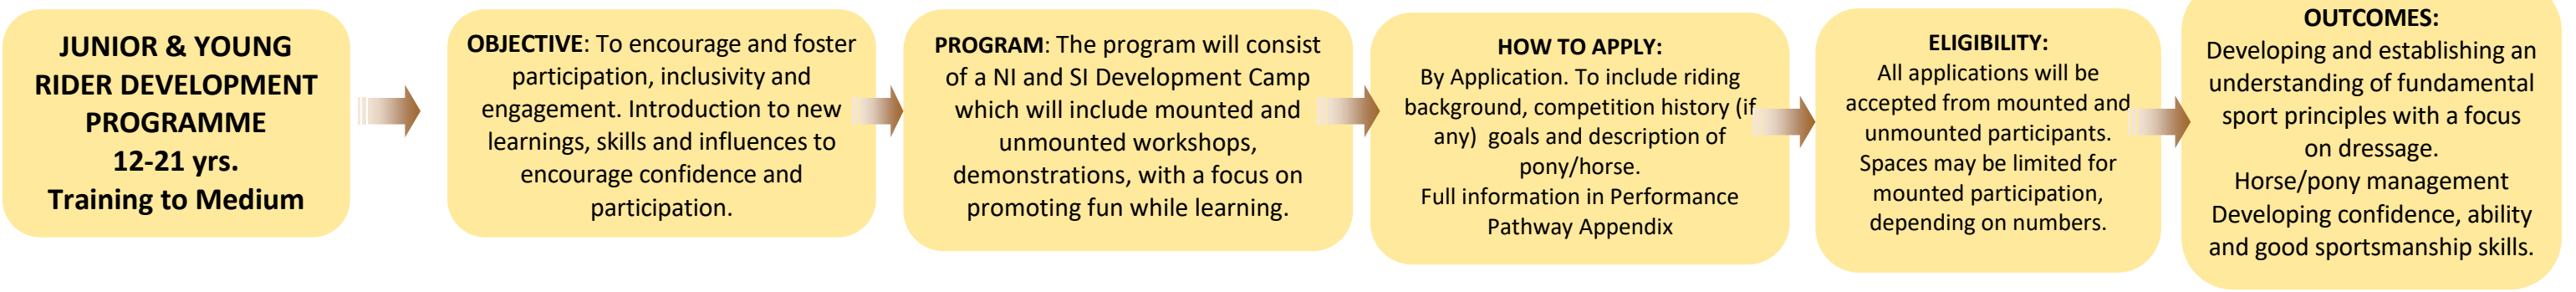 JUNIOR & YOUNG
RIDER DEVELOPMENT
PROGRAMME
12-21 yrs.
Training to Medium
OBJECTIVE: To encourage and foster
participation, inclusivity and
engagement. Introduction to new
learnings, skills and influences to
encourage confidence and
participation.
PROGRAM: The program will consist
of a NI and SI Development Camp
which will include mounted and
unmounted workshops,
demonstrations, with a focus on
promoting fun while learning.
HOW TO APPLY:
By Application. To include riding
background, competition history (if
any)  goals and description of
pony/horse.
Full information in Performance
Pathway Appendix
ELIGIBILITY:
All applications will be
accepted from mounted and
unmounted participants.
Spaces may be limited for
mounted participation,
depending on numbers.
OUTCOMES:
Developing and establishing an
understanding of fundamental
sport principles with a focus
on dressage.
Horse/pony management
Developing confidence, ability
and good sportsmanship skills.